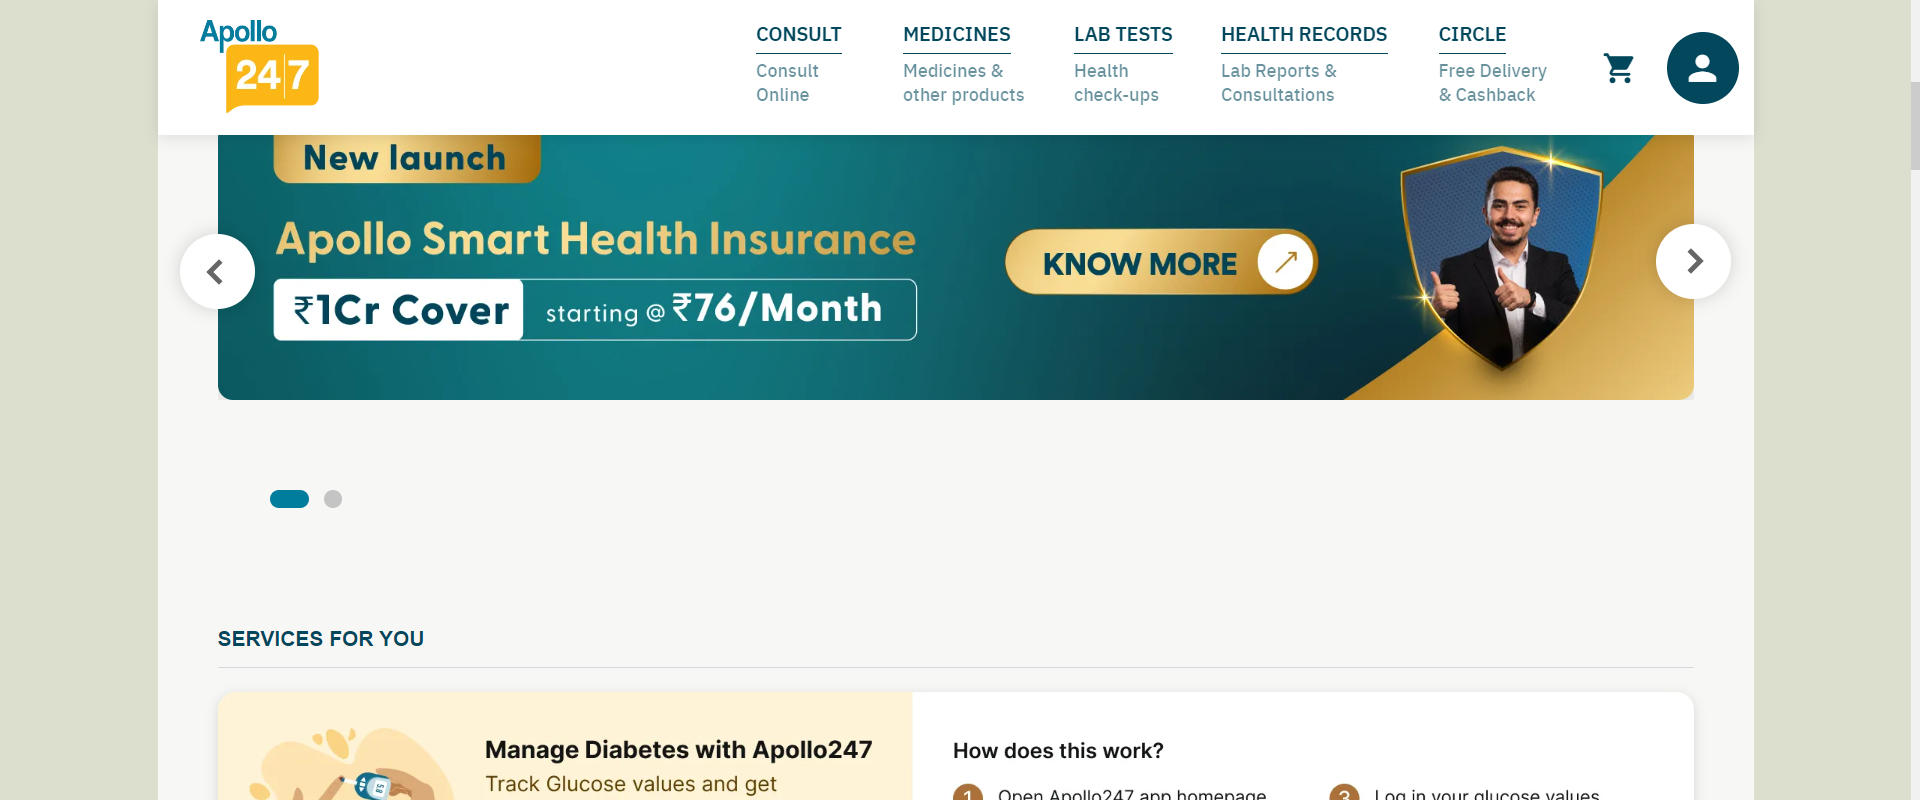 Apollo
24|7
CONSULT
Consult
Online
MEDICINES
Medicines &
other products
LAB TESTS
Health
check-ups
HEALTH RECORDS
Lab Reports &
Consultations
CIRCLE
Free Delivery
& Cashback
New launch
Apollo Smart Health Insurance
₹1Cr Cover starting @ ₹76/Month
KNOW MORE
SERVICES FOR YOU
Manage Diabetes with Apollo247
Track Glucose values and get
How does this work?
1 Open Apollo247 app homepage
3 Log in your glucose values